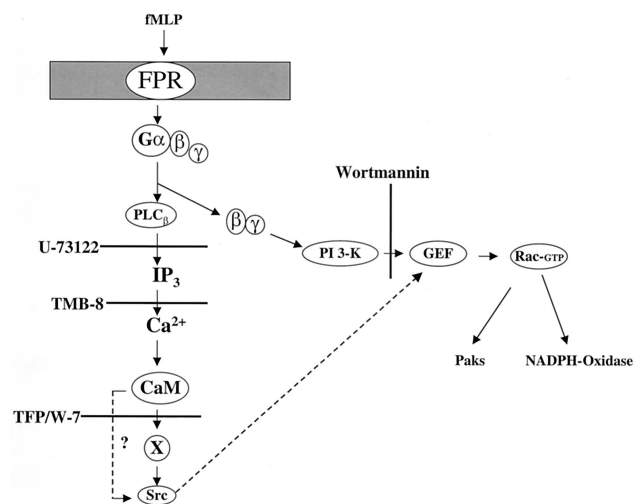 fMLP
FPR
Gα β γ
Wortmannin
PLCβ
β γ
U-73122
PI 3-K
GEF
Rac-GTP
IP3
TMB-8
Ca2+
Paks
NADPH-Oxidase
CaM
TFP/W-7
?
X
Src